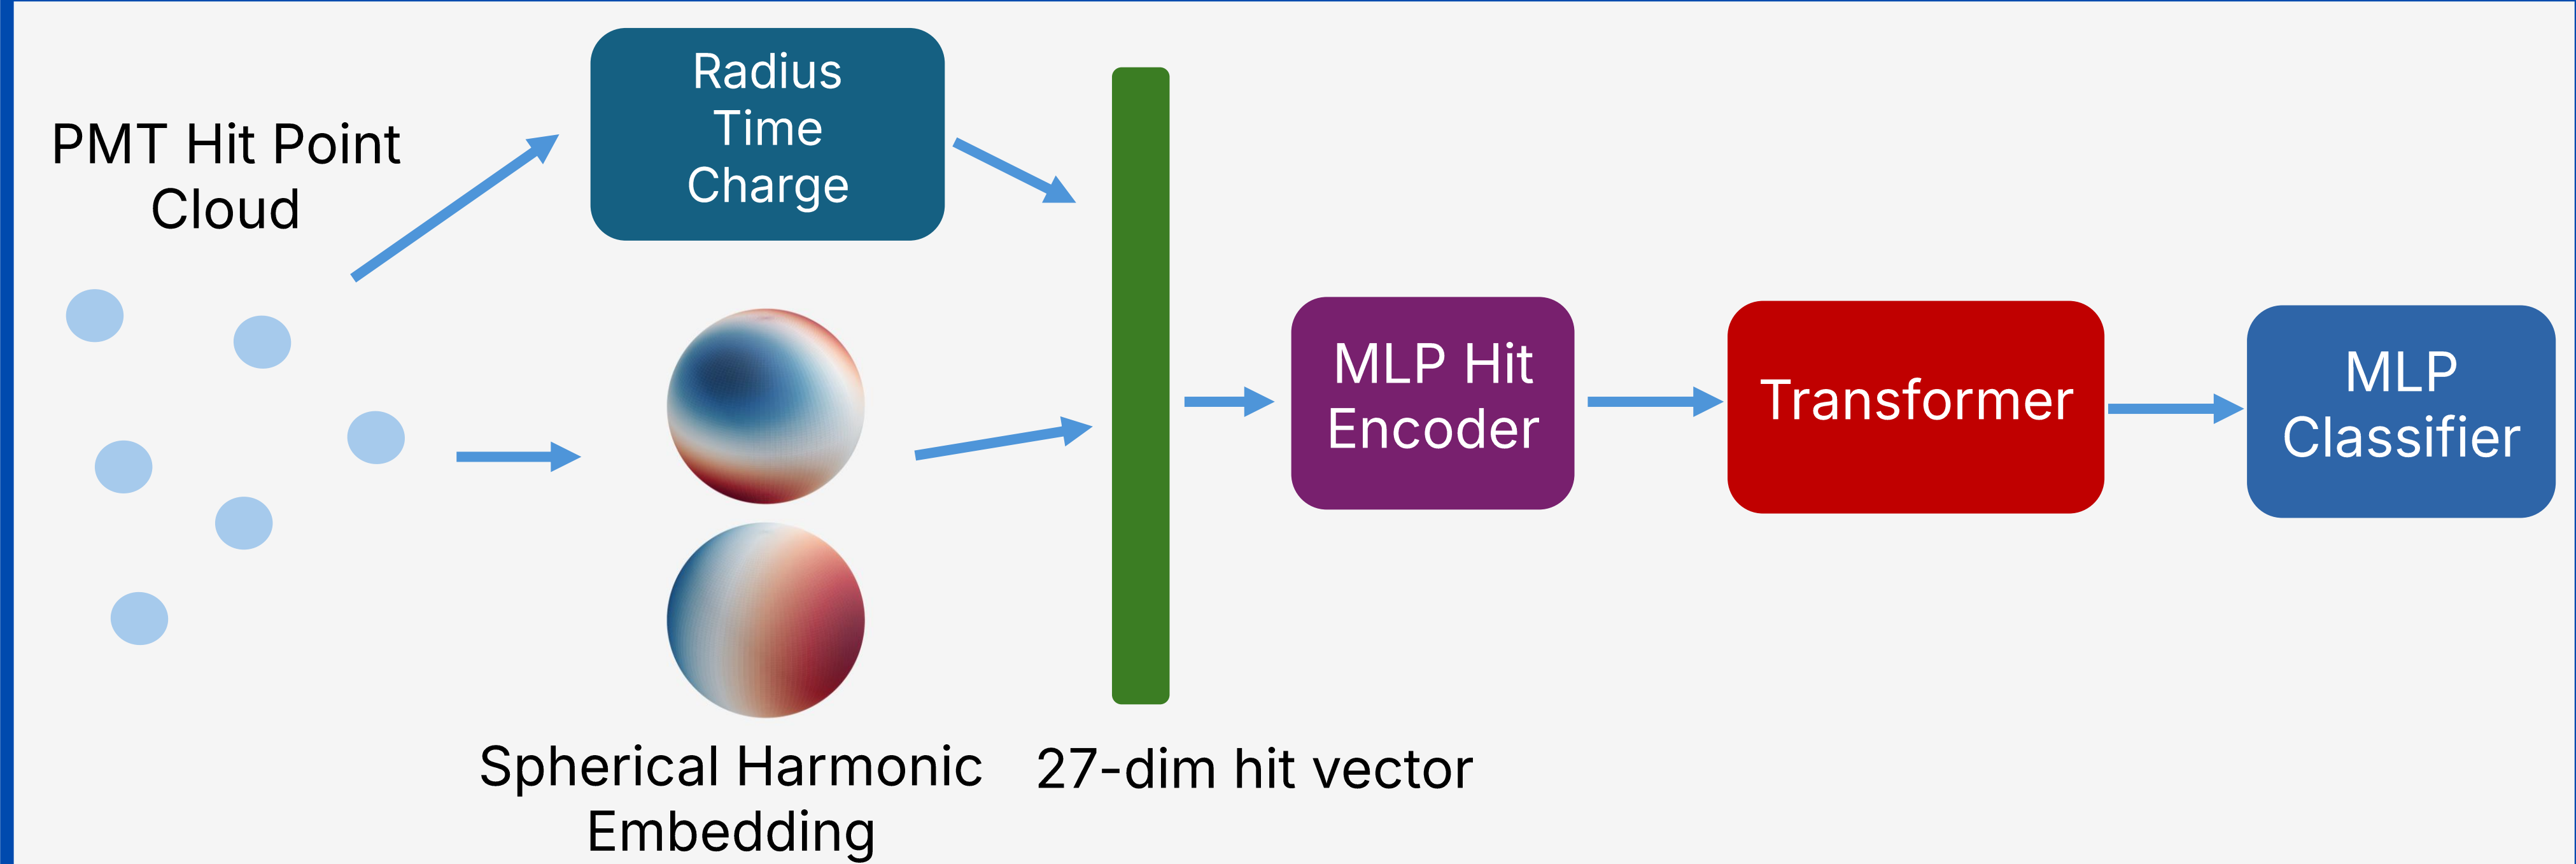 PMT Hit Point
Cloud
Radius
Time
Charge
Spherical Harmonic
Embedding
27-dim hit vector
MLP Hit
Encoder
Transformer
MLP
Classifier